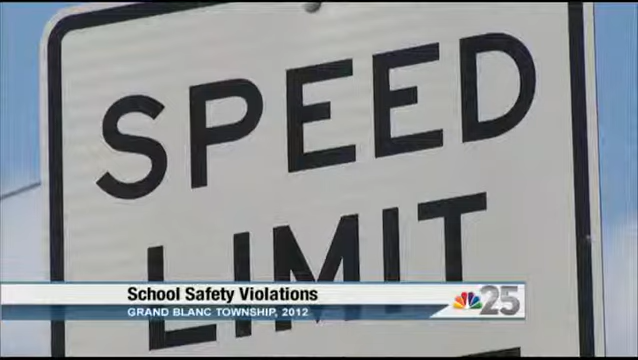 SPEED
LIMIT
School Safety Violations
GRAND BLANC TOWNSHIP, 2012
25